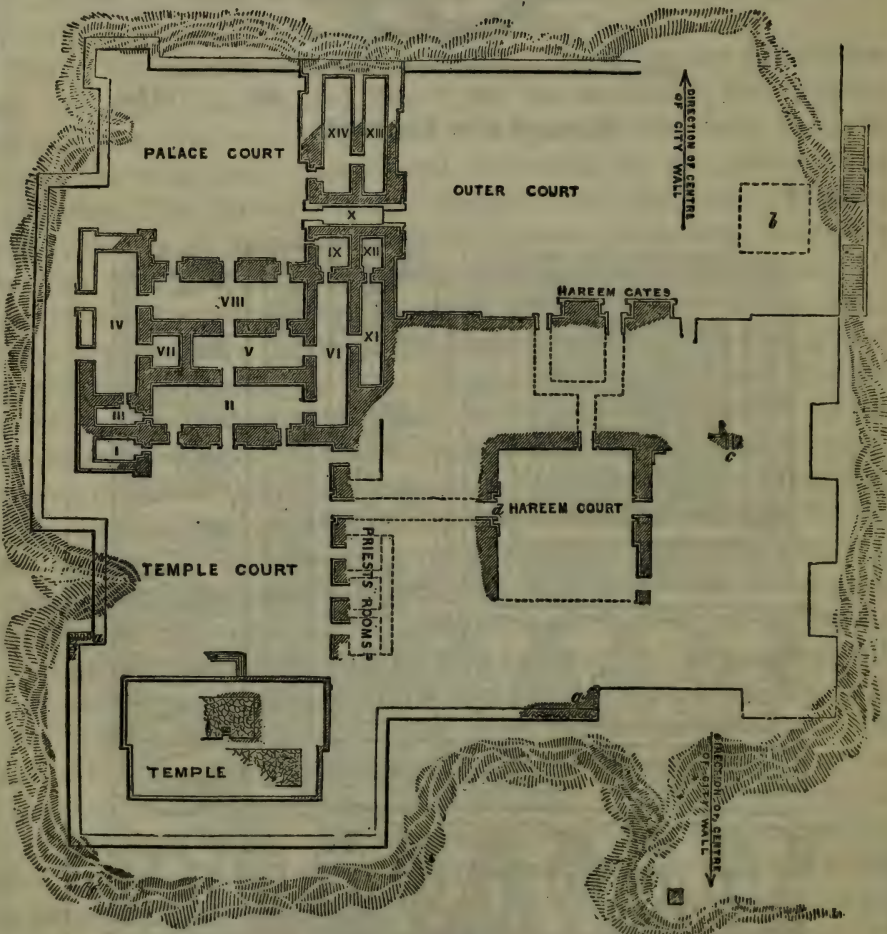 DIRECTION OF CENTRE
OF CITY WALL
XIV
XIII
PALACE COURT
OUTER COURT
X
b
IX
XII
HAREEM GATES
VIII
IV
VII
V
VI
XI
II
III
I
c
d
HAREEM COURT
PRIESTS ROOMS
TEMPLE COURT
a
a
TEMPLE
DIRECTION OF CENTRE
OF CITY WALL